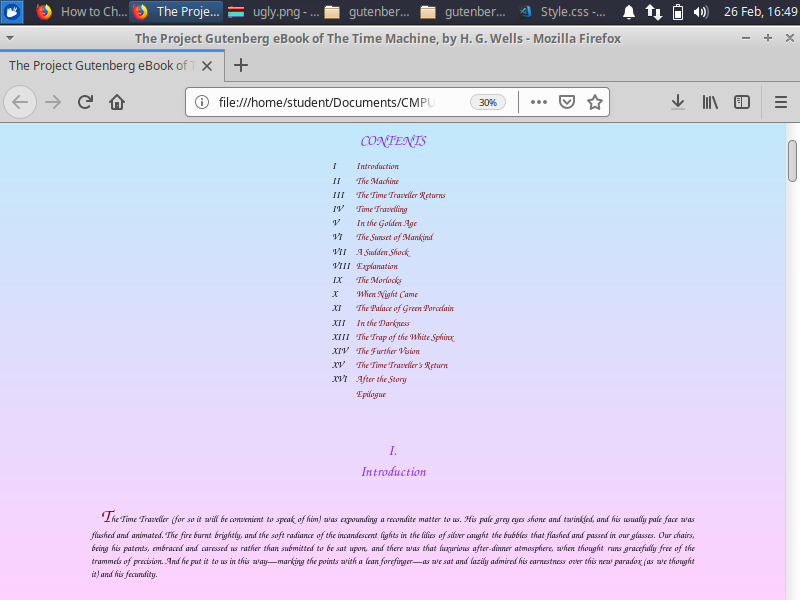 How to Ch... The Proje... ugly.png - ... gutenber... gutenber... Style.css -... 26 Feb, 16:49
The Project Gutenberg eBook of The Time Machine, by H. G. Wells - Mozilla Firefox
The Project Gutenberg eBook of T
file:///home/student/Documents/CMPU 30%
CONTENTS
I Introduction
II The Machine
III The Time Traveller Returns
IV Time Travelling
V In the Golden Age
VI The Sunset of Mankind
VII A Sudden Shock
VIII Explanation
IX The Morlocks
X When Night Came
XI The Palace of Green Porcelain
XII In the Darkness
XIII The Trap of the White Sphinx
XIV The Further Vision
XV The Time Traveller's Return
XVI After the Story
Epilogue
I.
Introduction
The Time Traveller (for so it will be convenient to speak of him) was expounding a recondite matter to us. His pale grey eyes shone and twinkled, and his usually pale face was
flushed and animated. The fire burnt brightly, and the soft radiance of the incandescent lights in the lilies of silver caught the bubbles that flashed and passed in our glasses. Our chairs,
being his patents, embraced and caressed us rather than submitted to be sat upon, and there was that luxurious after-dinner atmosphere, when thought runs gracefully free of the
trammels of precision. And he put it to us in this way—marking the points with a lean forefinger—as we sat and lazily admired his earnestness over this new paradox (as we thought
it) and his fecundity.